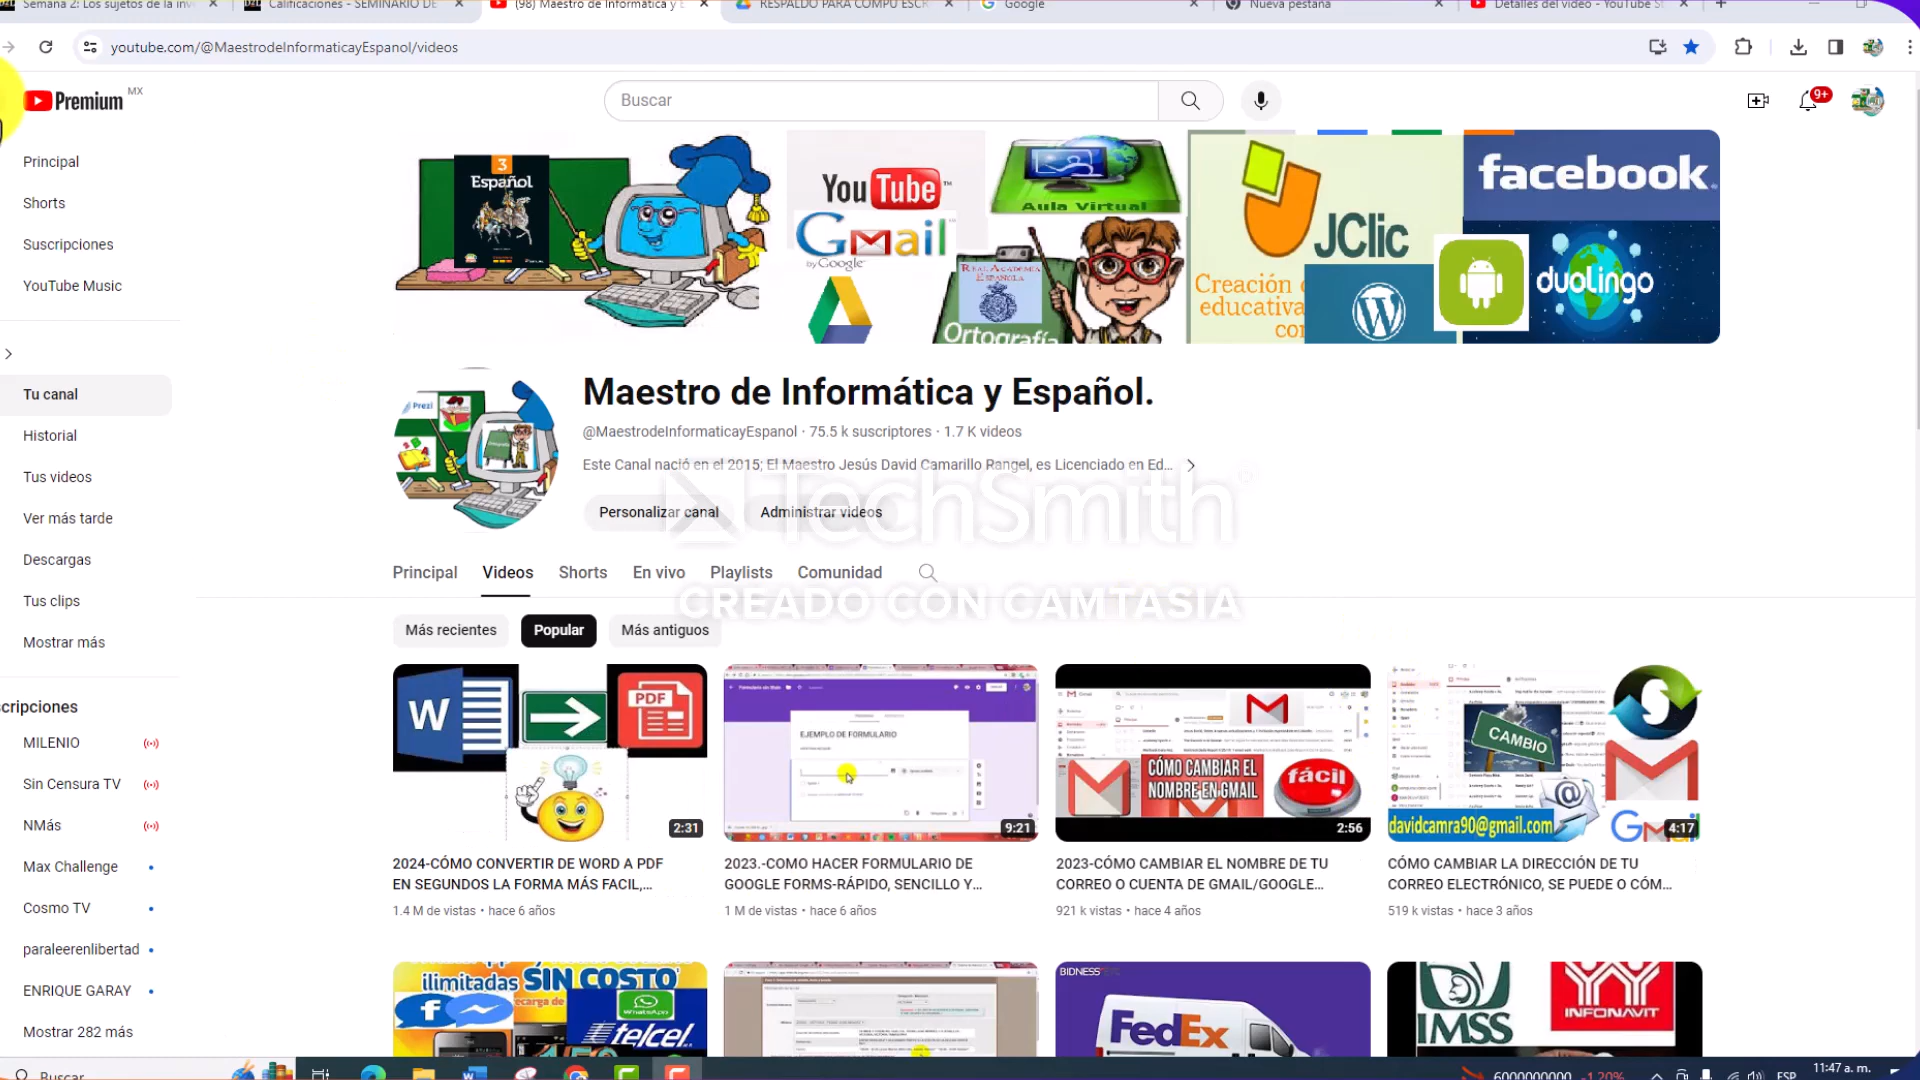 Semana 2: Los sujetos de la inv
Calificaciones - SEMINARIO DE
(98) Maestro de Informática y E
RESPALDO PARA COMPU ESCR
Google
Nueva pestaña
Detalles del video - YouTube St
youtube.com/@MaestrodeInformaticayEspanol/videos
Premium MX
Buscar
9+
Principal
Shorts
Suscripciones
YouTube Music
Tu canal
Historial
Tus videos
Ver más tarde
Descargas
Tus clips
Mostrar más
cripciones
MILENIO
Sin Censura TV
NMás
Max Challenge
Cosmo TV
paraleerenlibertad
ENRIQUE GARAY
Mostrar 282 más
3
Español
YouTube
Gmail
by Google
Aula Virtual
REAL ACADEMIA
ESPAÑOLA
Ortografía
JClic
Creación
educativa
con
facebook
duolingo
Prezi
Maestro de Informática y Español.
@MaestrodeInformaticayEspanol · 75.5 k suscriptores · 1.7 K videos
Este Canal nació en el 2015; El Maestro Jesús David Camarillo Rangel, es Licenciado en Ed...
Personalizar canal
Administrar videos
TechSmith
CREADO CON CAMTASIA
Principal
Videos
Shorts
En vivo
Playlists
Comunidad
Más recientes
Popular
Más antiguos
W
PDF
2:31
EJEMPLO DE FORMULARIO
9:21
CÓMO CAMBIAR EL
NOMBRE EN GMAIL
fácil
2:56
CAMBIO
davidcamra90@gmail.com
Gmail
4:17
2024-CÓMO CONVERTIR DE WORD A PDF
EN SEGUNDOS LA FORMA MÁS FACIL,...
1.4 M de vistas • hace 6 años
2023.-COMO HACER FORMULARIO DE
GOOGLE FORMS-RÁPIDO, SENCILLO Y...
1 M de vistas • hace 6 años
2023-CÓMO CAMBIAR EL NOMBRE DE TU
CORREO O CUENTA DE GMAIL/GOOGLE...
921 k vistas • hace 4 años
CÓMO CAMBIAR LA DIRECCIÓN DE TU
CORREO ELECTRÓNICO, SE PUEDE O CÓM...
519 k vistas • hace 3 años
ilimitadas SIN COSTO
WhatsApp
telcel
BIDNESS
FedEx
IMSS
INFONAVIT
Buscar
6000000000 -1.20%
ESP
11:47 a. m.